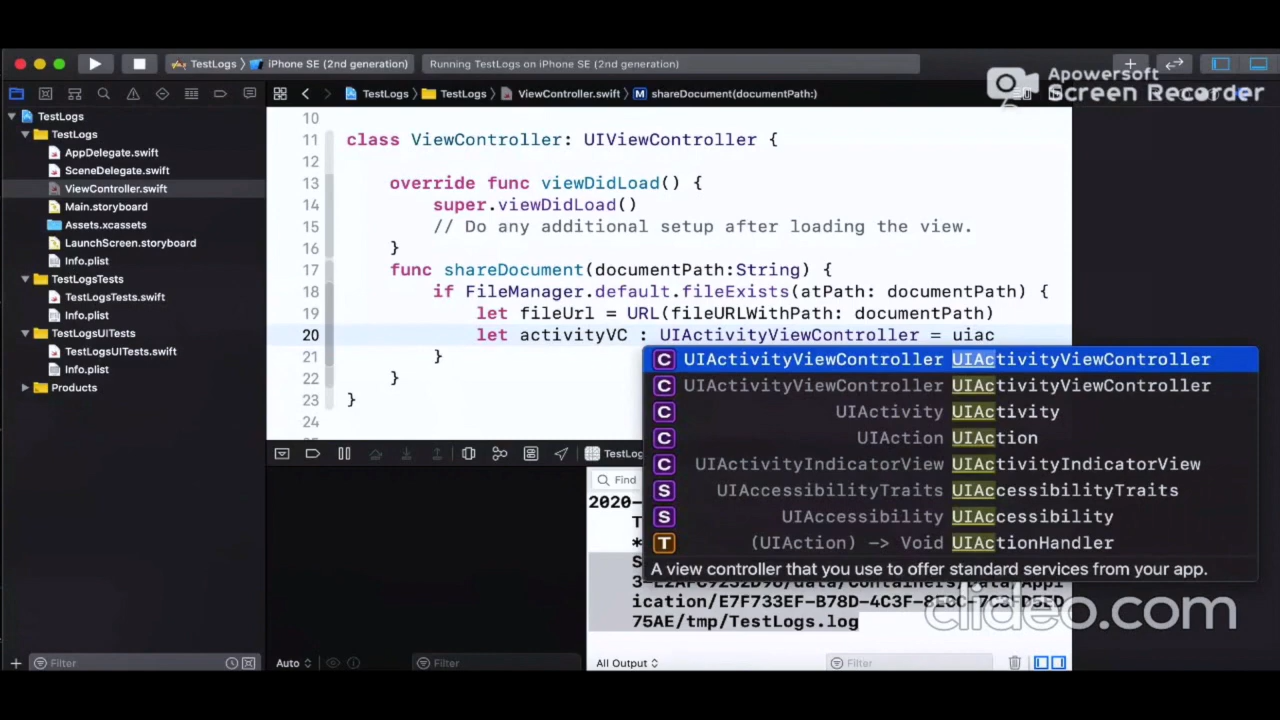 Apowersoft
Screen Recorder
TestLogs
iPhone SE (2nd generation)
Running TestLogs on iPhone SE (2nd generation)
TestLogs
TestLogs
ViewController.swift
M shareDocument(documentPath:)
TestLogs
TestLogs
AppDelegate.swift
SceneDelegate.swift
ViewController.swift
Main.storyboard
Assets.xcassets
LaunchScreen.storyboard
Info.plist
TestLogsTests
TestLogsTests.swift
Info.plist
TestLogsUITests
TestLogsUITests.swift
Info.plist
Products
10
11 class ViewController: UIViewController {
12
13 override func viewDidLoad() {
14 super.viewDidLoad()
15 // Do any additional setup after loading the view.
16 }
17 func shareDocument(documentPath:String) {
18 if FileManager.default.fileExists(atPath: documentPath) {
19 let fileUrl = URL(fileURLWithPath: documentPath)
20 let activityVC : UIActivityViewController = uiac
21 }
22 }
23 }
24
C UIActivityViewController UIActivityViewController
C UIActivityViewController UIActivityViewController
C UIActivity UIActivity
C UIAction UIAction
C UIActivityIndicatorView UIActivityIndicatorView
S UIAccessibilityTraits UIAccessibilityTraits
S UIAccessibility UIAccessibility
T (UIAction) -> Void UIActionHandler
A view controller that you use to offer standard services from your app.
TestLog
Find
2020-
ication/E7F733EF-B78D-4C3F-
75AE/tmp/TestLogs.log
clideo.com
Filter
Auto
Filter
All Output
Filter